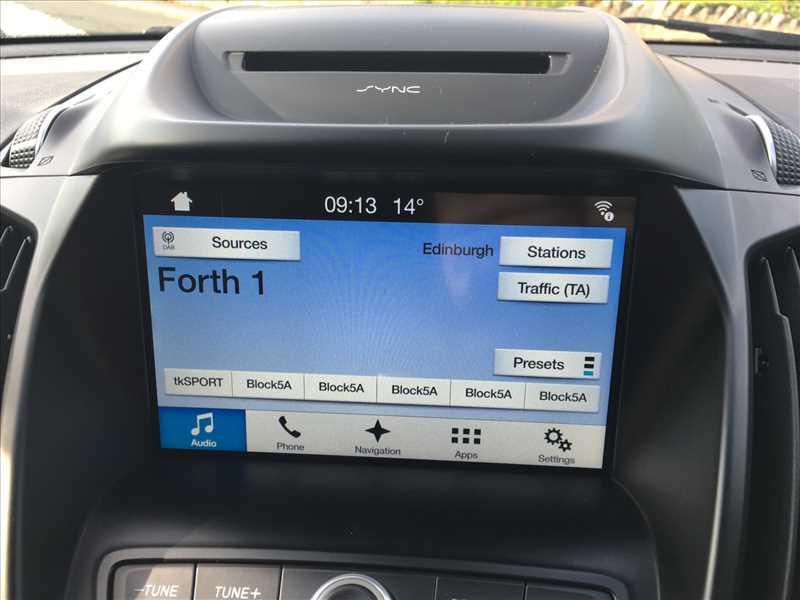 SYNC
09:13 14°
DAB
Sources
Edinburgh
Stations
Forth 1
Traffic (TA)
Presets
tkSPORT Block5A Block5A Block5A Block5A Block5A
Audio Phone Navigation Apps Settings
-TUNE TUNE+